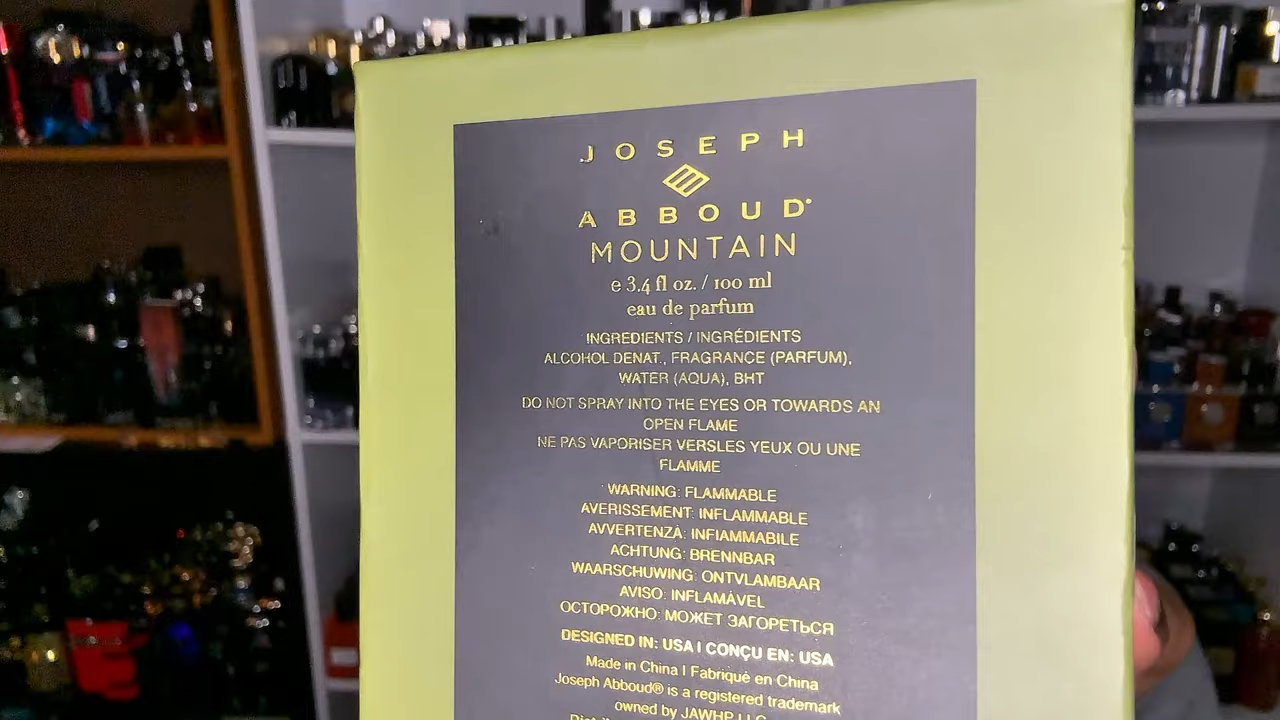 JOSEPH
ABBOUD
MOUNTAIN
e 3.4 fl oz. / 100 ml
eau de parfum
INGREDIENTS / INGRÉDIENTS
ALCOHOL DENAT., FRAGRANCE (PARFUM),
WATER (AQUA), BHT
DO NOT SPRAY INTO THE EYES OR TOWARDS AN
OPEN FLAME
NE PAS VAPORISER VERSLES YEUX OU UNE
FLAMME
WARNING: FLAMMABLE
AVERISSEMENT: INFLAMMABLE
AVVERTENZÀ: INFIAMMABILE
ACHTUNG: BRENNBAR
WAARSCHUWING: ONTVLAMBAAR
AVISO: INFLAMÁVEL
ОСТОРОЖНО: МОЖЕТ ЗАГОРЕТЬСЯ
DESIGNED IN: USA I CONÇU EN: USA
Made in China I Fabriqué en China
Joseph Abboud® is a registered trademark
owned by JAWHP LLC